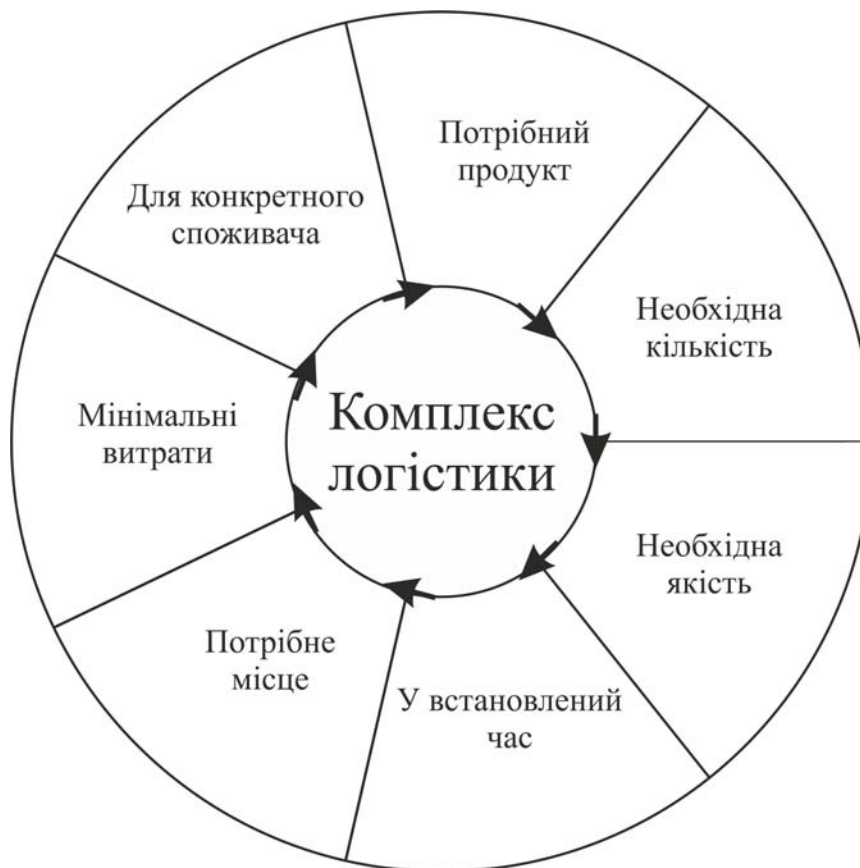 Потрібний
продукт
Необхідна
кількість
Необхідна
якість
У встановлений
час
Потрібне
місце
Мінімальні
витрати
Для конкретного
споживача
Комплекс
логістики